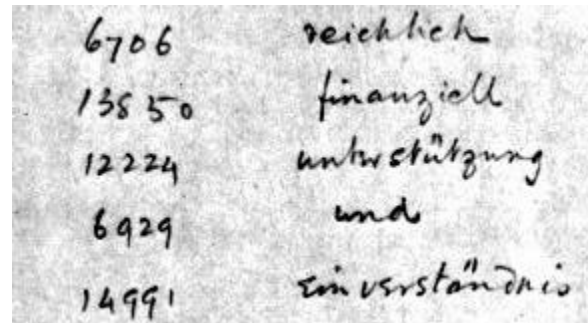 6706 reichlich
13850 finanziell
12224 unterstützung
6929 und
14991 einverständnis